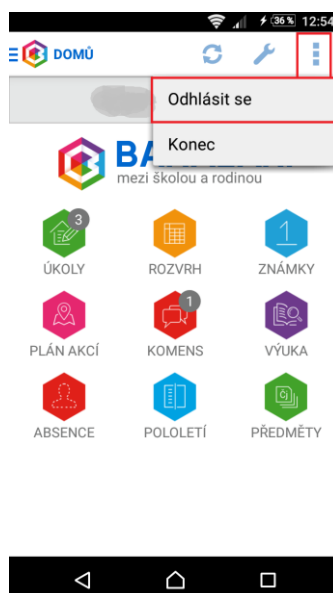 36% 12:54
DOMŮ
Odhlásit se
Konec
mezi školou a rodinou
3
1
ÚKOLY ROZVRH ZNÁMKY
1
PLÁN AKCÍ KOMENS VÝUKA
Čj
ABSENCE POLOLETÍ PŘEDMĚTY